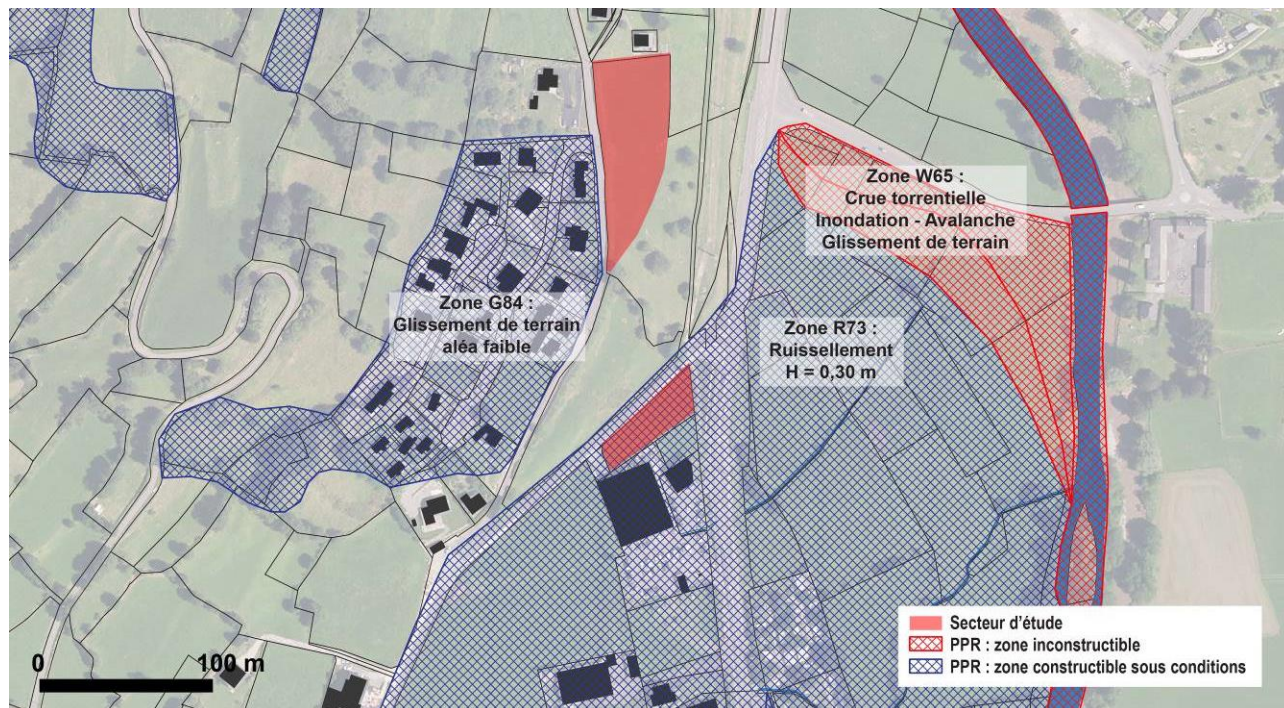 Zone W65 :
Crue torrentielle
Inondation - Avalanche
Glissement de terrain
Zone G84 :
Glissement de terrain
aléa faible
Zone R73 :
Ruissellement
H = 0,30 m
Secteur d'étude
PPR : zone inconstructible
PPR : zone constructible sous conditions
0 100 m